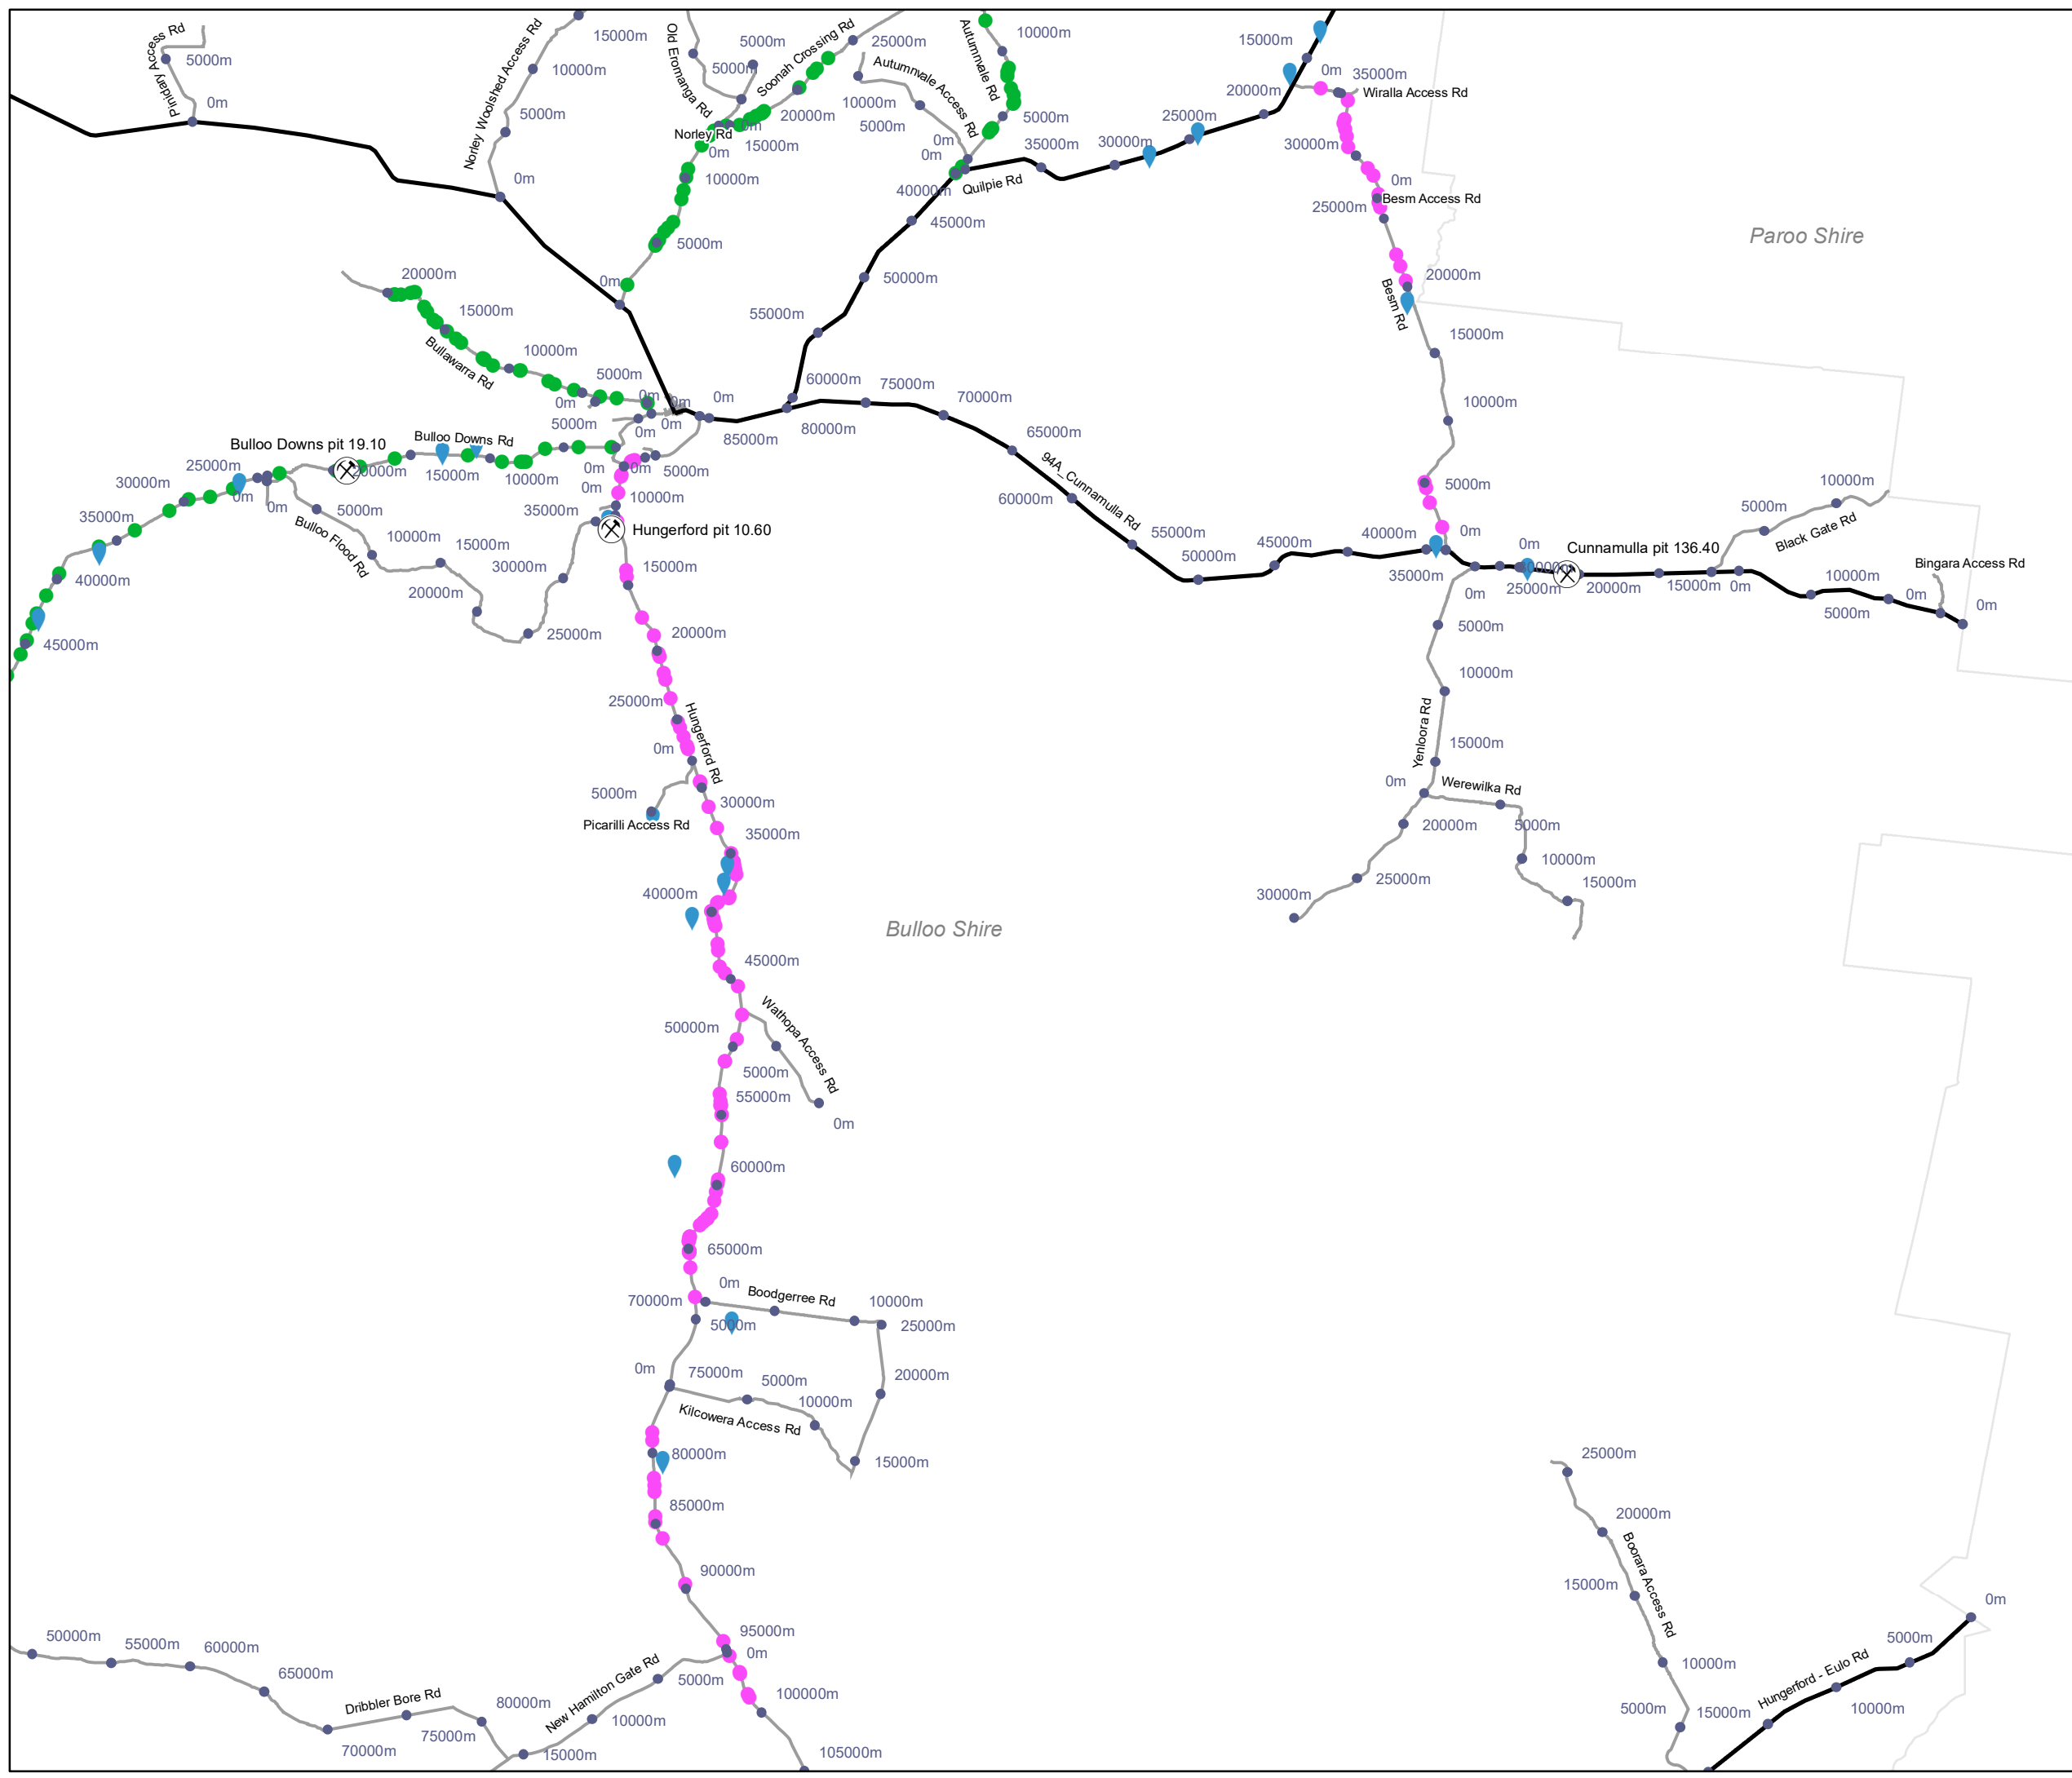 Piniday Access Rd
5000m
0m
Norley Woolshed Access Rd
15000m
10000m
5000m
0m
Old Eromanga Rd
5000m
5000m
Soonah Crossing Rd
25000m
20000m
15000m
0m
Norley Rd
0m
10000m
5000m
0m
Autumnvale Access Rd
10000m
5000m
0m
0m
Autumnvale Rd
10000m
5000m
35000m
30000m
25000m
20000m
15000m
Quilpie Rd
40000m
45000m
50000m
55000m
60000m
0m
35000m
Wiralla Access Rd
30000m
0m
Besm Access Rd
25000m
20000m
Besm Rd
15000m
10000m
5000m
0m
Paroo Shire
20000m
15000m
Bullawarra Rd
10000m
5000m
0m
0m
0m
0m
5000m
0m
0m
85000m
80000m
75000m
70000m
65000m
94A_Cunnamulla Rd
60000m
55000m
50000m
45000m
40000m
35000m
0m
30000m
25000m
Cunnamulla pit 136.40
20000m
15000m
0m
Black Gate Rd
5000m
10000m
Bingara Access Rd
10000m
5000m
0m
0m
Bulloo Downs pit 19.10
Bulloo Downs Rd
25000m
20000m
15000m
10000m
0m
0m
5000m
0m
10000m
30000m
0m
0m
35000m
40000m
45000m
Bulloo Flood Rd
5000m
10000m
15000m
20000m
25000m
30000m
35000m
Hungerford pit 10.60
15000m
20000m
25000m
Hungerford Rd
0m
5000m
Picarilli Access Rd
30000m
35000m
40000m
45000m
Bulloo Shire
50000m
Wathopa Access Rd
5000m
0m
55000m
60000m
65000m
0m
70000m
Boodgerree Rd
5000m
10000m
25000m
20000m
0m
75000m
5000m
10000m
Kilcowera Access Rd
15000m
80000m
85000m
90000m
95000m
0m
100000m
105000m
New Hamilton Gate Rd
5000m
10000m
15000m
50000m
55000m
60000m
65000m
Dribbler Bore Rd
70000m
75000m
80000m
0m
5000m
10000m
Yenloora Rd
15000m
0m
Werewilka Rd
20000m
25000m
30000m
5000m
10000m
15000m
25000m
20000m
Boorara Access Rd
15000m
10000m
5000m
0m
5000m
Hungerford - Eulo Rd
10000m
15000m